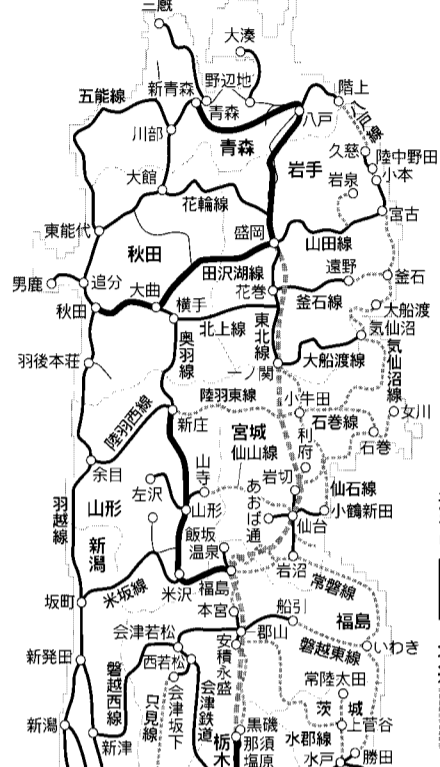 三厩
大湊
新青森
野辺地
青森
階上
五能線
八戸
八戸線
川部
青森
久慈
陸中野田
小本
岩手
岩泉
大館
花輪線
宮古
東能代
盛岡
山田線
秋田
田沢湖線
遠野
釜石
男鹿
追分
大曲
横手
花巻
釜石線
大船渡
秋田
北上線
東北線
気仙沼
奥羽線
羽後本荘
一ノ関
大船渡線
気仙沼線
陸羽東線
小牛田
女川
陸羽西線
新庄
宮城
利府
石巻線
石巻
仙山線
余目
山寺
岩切
仙石線
左沢
あおば通
小鶴新田
羽越線
山形
山形
仙台
新潟
飯坂温泉
岩沼
常磐線
米坂線
米沢
福島
坂町
本宮
船引
福島
会津若松
郡山
安積永盛
磐越東線
いわき
新発田
磐越西線
西若松
会津坂下
会津鉄道
常陸太田
只見線
茨城
新潟
黒磯
上菅谷
新津
那須塩原
水郡線
勝田
栃木
水戸